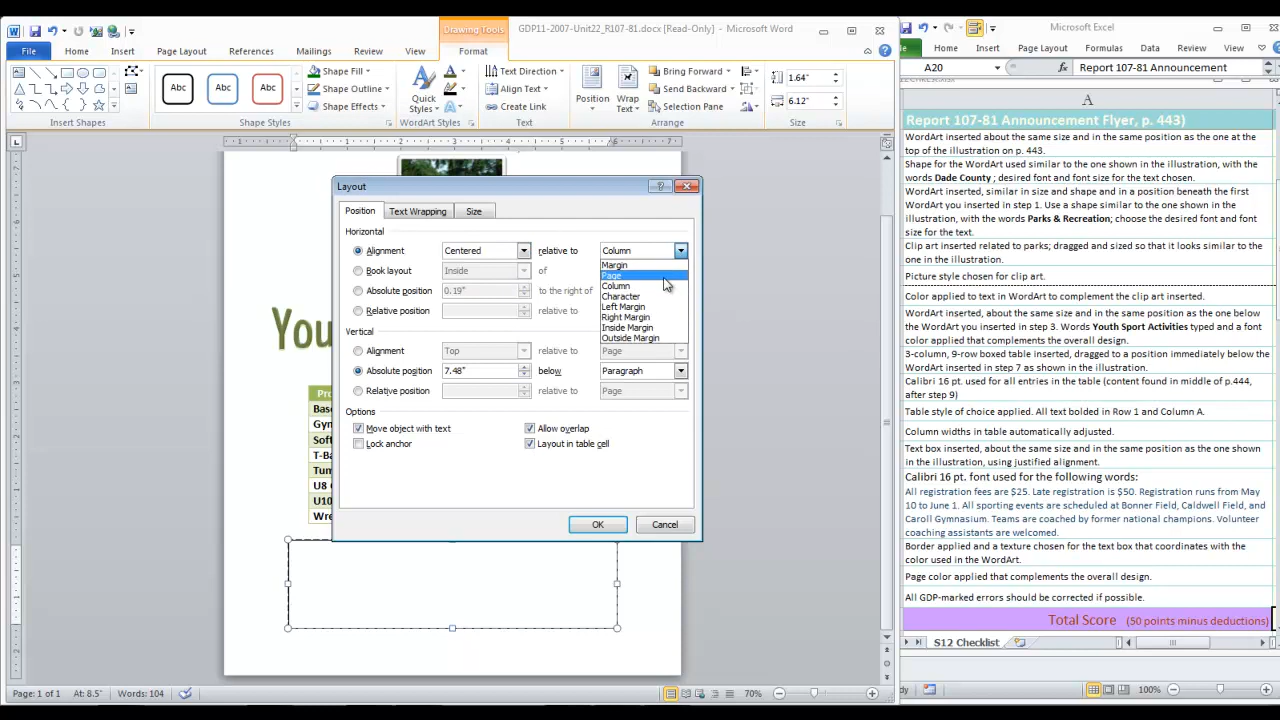 Drawing Tools
GDP11-2007-Unit22_R107-81.docx [Read-Only] - Microsoft Word
File Home Insert Page Layout References Mailings Review View Format
Abc Abc Abc
Shape Fill
Shape Outline
Shape Effects
Quick Styles
Text Direction
Align Text
Create Link
Position
Wrap Text
Bring Forward
Send Backward
Selection Pane
1.64"
6.12"
Insert Shapes Shape Styles WordArt Styles Text Arrange Size
You
Pro
Base
Gym
Soft
T-Ba
Tum
U8
U10
Wre
Layout
Position Text Wrapping Size
Horizontal
Alignment Centered relative to Column
Book layout Inside of
Absolute position 0.19" to the right of
Relative position relative to
Margin
Page
Column
Character
Left Margin
Right Margin
Inside Margin
Outside Margin
Vertical
Alignment Top relative to Page
Absolute position 7.48" below Paragraph
Relative position relative to Page
Options
Move object with text Allow overlap
Lock anchor Layout in table cell
OK Cancel
Page: 1 of 1 At: 8.5" Words: 104 70%
Microsoft Excel
Home Insert Page Layout Formulas Data Review View
A20 fx Report 107-81 Announcement
A
Report 107-81 Announcement Flyer, p. 443)
WordArt inserted about the same size and in the same position as the one at the
top of the illustration on p. 443.
Shape for the WordArt used similar to the one shown in the illustration, with the
words Dade County ; desired font and font size for the text chosen.
WordArt inserted, similar in size and shape and in a position beneath the first
WordArt you inserted in step 1. Use a shape similar to the one shown in the
illustration, with the words Parks & Recreation; choose the desired font and font
size for the text.
Clip art inserted related to parks; dragged and sized so that it looks similar to the
one in the illustration.
Picture style chosen for clip art.
Color applied to text in WordArt to complement the clip art inserted.
WordArt inserted, about the same size and in the same position as the one below
the WordArt you inserted in step 3. Words Youth Sport Activities typed and a font
color applied that complements the overall design.
3-column, 9-row boxed table inserted, dragged to a position immediately below the
WordArt inserted in step 7 as shown in illustration.
Calibri 16 pt. used for all entries in the table (content found in middle of p.444,
after step 9)
Table style of choice applied. All text bolded in Row 1 and Column A.
Column widths in table automatically adjusted.
Text box inserted, about the same size and in the same position as the one shown
in the illustration, using justified alignment.
Calibri 16 pt. font used for the following words:
All registration fees are $25. Late registration is $50. Registration runs from May
10 to June 1. All sporting events are scheduled at Bonner Field, Caldwell Field, and
Caroll Gymnasium. Teams are coached by former national champions. Volunteer
coaching assistants are welcomed.
Border applied and a texture chosen for the text box that coordinates with the
color used in the WordArt.
Page color applied that complements the overall design.
All GDP-marked errors should be corrected if possible.
Total Score (50 points minus deductions)
S12 Checklist
100%